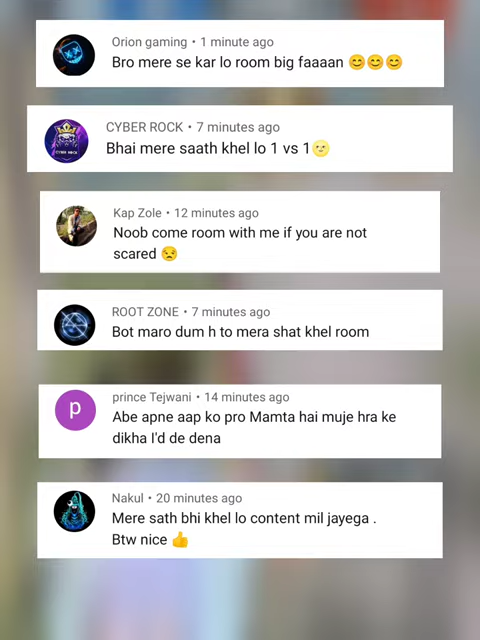 Orion gaming • 1 minute ago
Bro mere se kar lo room big faaaan 😊😊😊
CYBER ROCK • 7 minutes ago
Bhai mere saath khel lo 1 vs 1🌝
Kap Zole • 12 minutes ago
Noob come room with me if you are not
scared 😒
ROOT ZONE • 7 minutes ago
Bot maro dum h to mera shat khel room
p
prince Tejwani • 14 minutes ago
Abe apne aap ko pro Mamta hai muje hra ke
dikha I'd de dena
Nakul • 20 minutes ago
Mere sath bhi khel lo content mil jayega .
Btw nice 👍